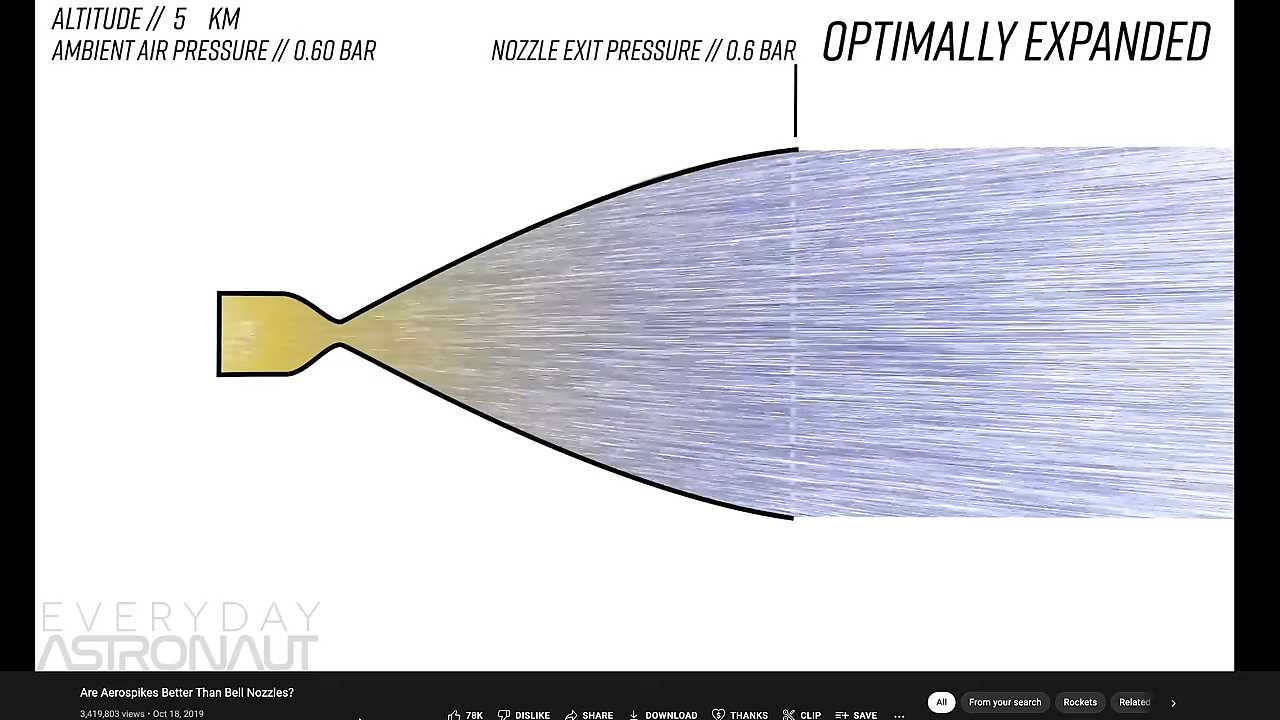 ALTITUDE // 5 KM
AMBIENT AIR PRESSURE // 0.60 BAR
NOZZLE EXIT PRESSURE // 0.6 BAR
OPTIMALLY EXPANDED
EVERYDAY
ASTRONAUT
Are Aerospikes Better Than Bell Nozzles?
3,419,803 views • Oct 18, 2019
78K
DISLIKE
SHARE
DOWNLOAD
THANKS
CLIP
SAVE
All
From your search
Rockets
Related